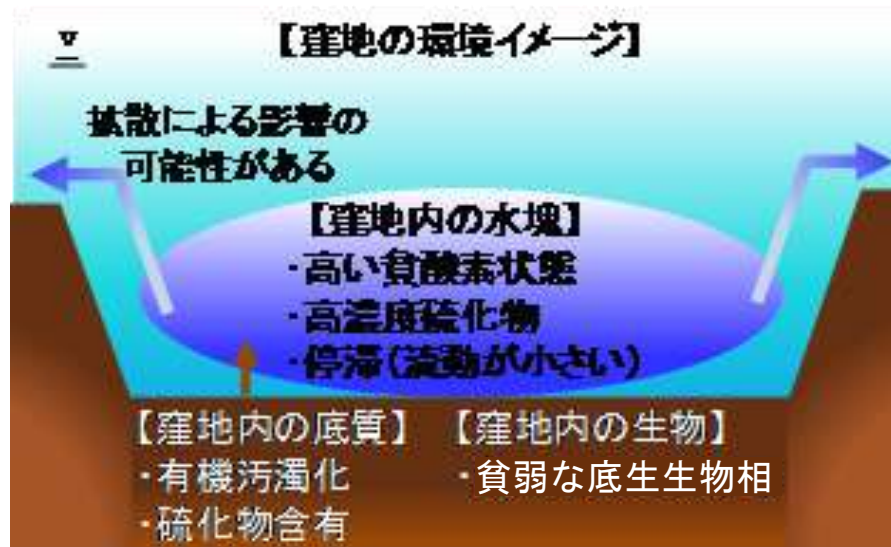 【窪地の環境イメージ】
拡散による影響の
可能性がある
【窪地内の水塊】
・高い貧酸素状態
・高濃度硫化物
・停滞(流動が小さい)
【窪地内の底質】
・有機汚濁化
・硫化物含有
【窪地内の生物】
・貧弱な底生生物相